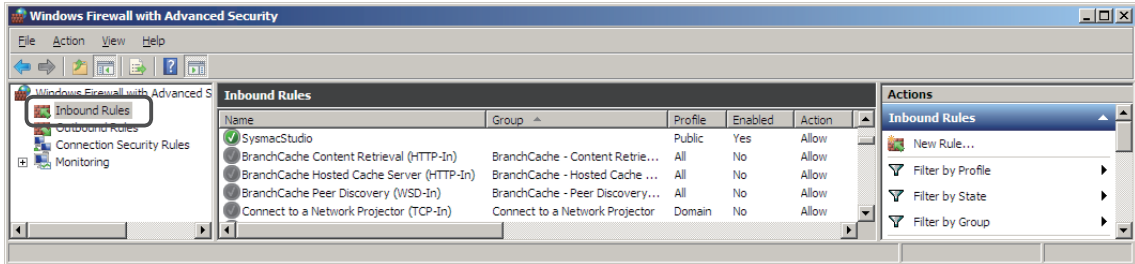 Windows Firewall with Advanced Security
File Action View Help
Windows Firewall with Advanced S
Inbound Rules
Outbound Rules
Connection Security Rules
Monitoring
Inbound Rules
Name Group Profile Enabled Action
SysmacStudio Public Yes Allow
BranchCache Content Retrieval (HTTP-In) BranchCache - Content Retrie... All No Allow
BranchCache Hosted Cache Server (HTTP-In) BranchCache - Hosted Cache ... All No Allow
BranchCache Peer Discovery (WSD-In) BranchCache - Peer Discovery... All No Allow
Connect to a Network Projector (TCP-In) Connect to a Network Projector Domain No Allow
Actions
Inbound Rules
New Rule...
Filter by Profile
Filter by State
Filter by Group